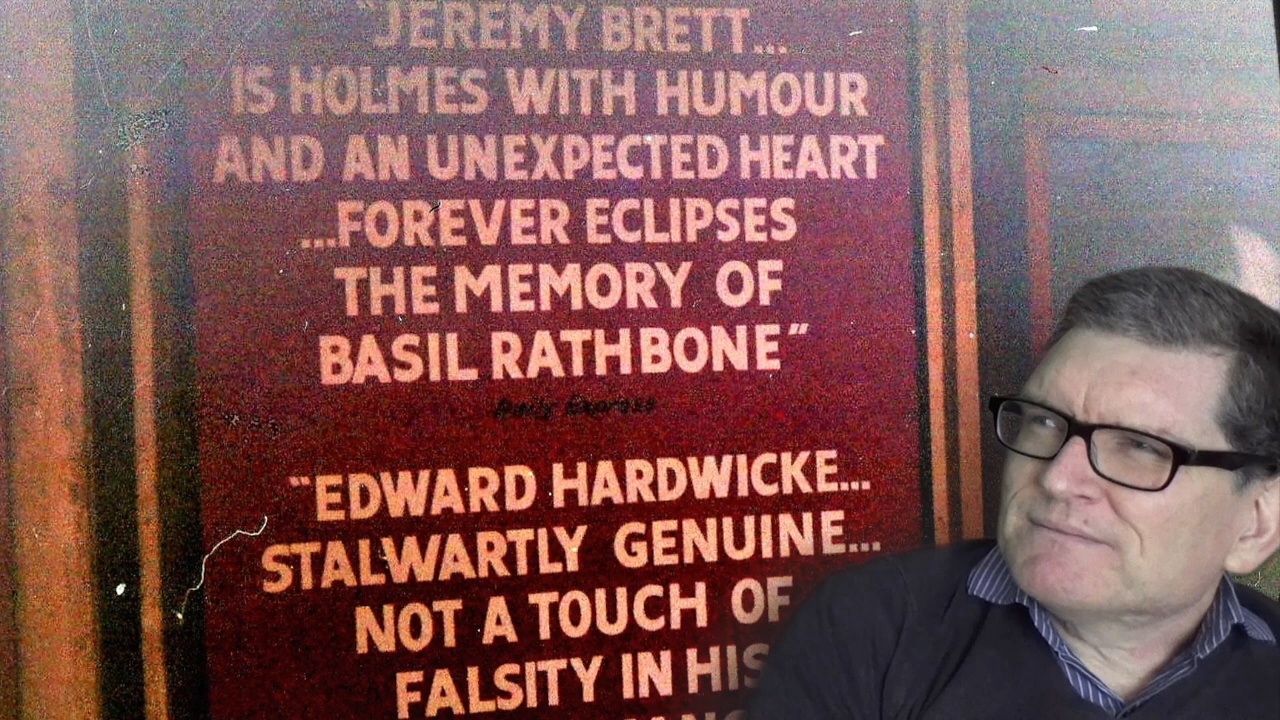 "JEREMY BRETT...
IS HOLMES WITH HUMOUR
AND AN UNEXPECTED HEART
...FOREVER ECLIPSES
THE MEMORY OF
BASIL RATHBONE"
Daily Express
"EDWARD HARDWICKE...
STALWARTLY GENUINE...
NOT A TOUCH OF
FALSITY IN HIS